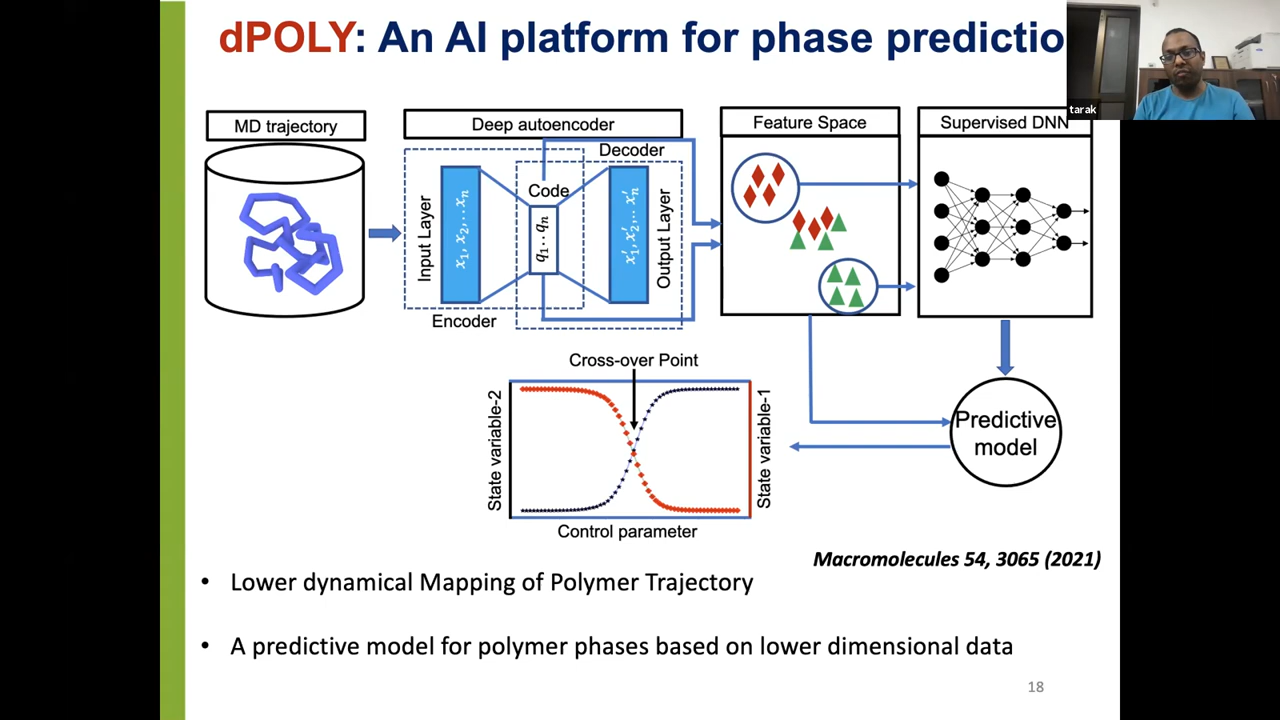 dPOLY: An AI platform for phase predictio
tarak
MD trajectory
Deep autoencoder
Feature Space
Supervised DNN
Decoder
Code
Input Layer
x₁, x₂, .. xₙ
q₁ .. qₙ
x₁′, x₂′, .. xₙ′
Output Layer
Encoder
Cross-over Point
State variable-2
State variable-1
Control parameter
Predictive
model
Macromolecules 54, 3065 (2021)
• Lower dynamical Mapping of Polymer Trajectory
• A predictive model for polymer phases based on lower dimensional data
18